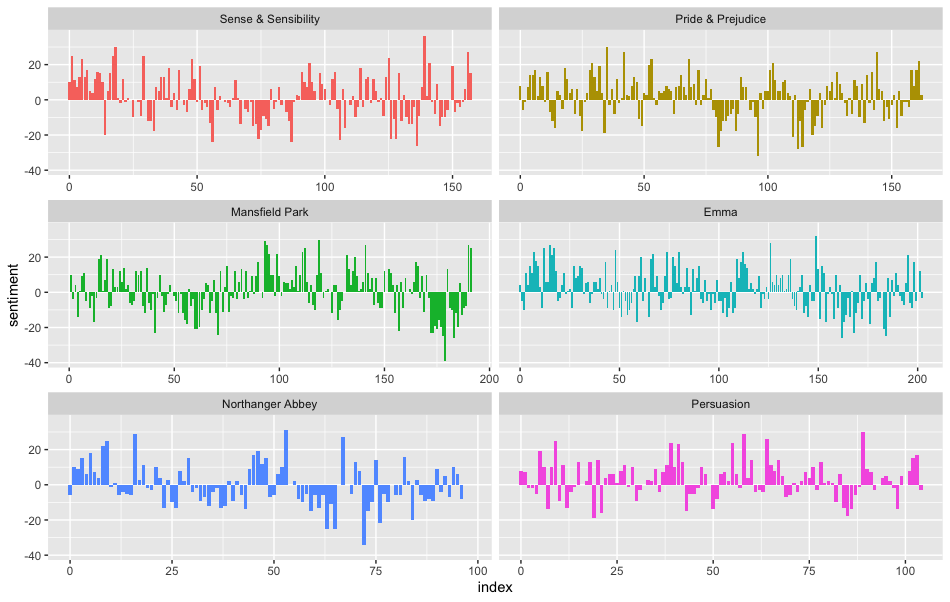 Sense & Sensibility
Pride & Prejudice
20
0
-20
-40
0 50 100 150
0 50 100 150
Mansfield Park
Emma
sentiment
20
0
-20
-40
0 50 100 150 200
0 50 100 150 200
Northanger Abbey
Persuasion
20
0
-20
-40
0 25 50 75 100
0 25 50 75 100
index